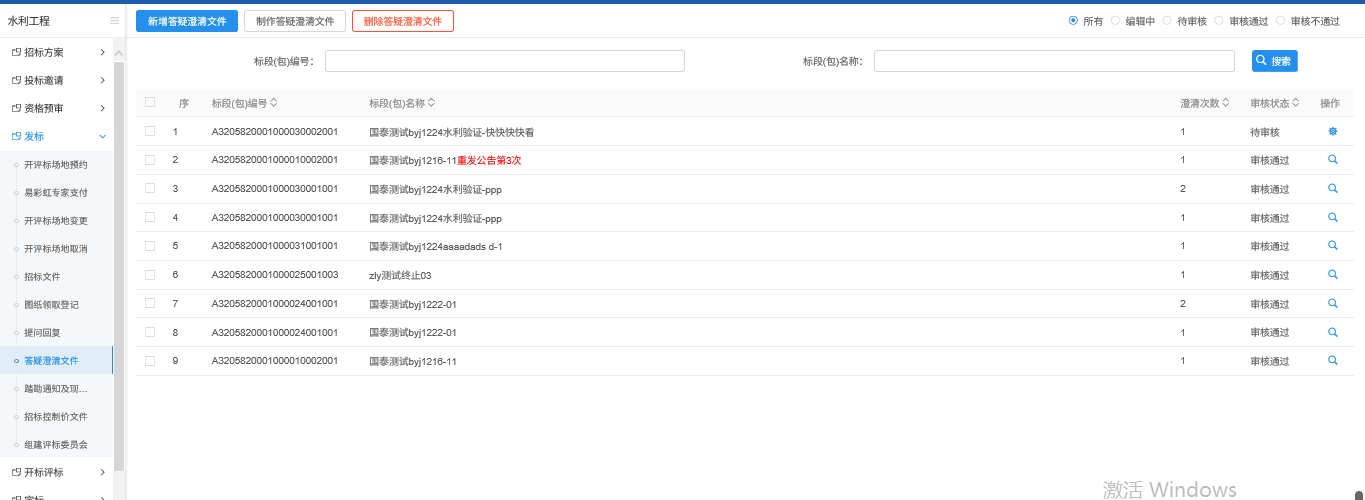 水利工程
新增答疑澄清文件 制作答疑澄清文件 删除答疑澄清文件
所有 编辑中 待审核 审核通过 审核不通过
招标方案
投标邀请
资格预审
发标
开评标场地预约
易彩虹专家支付
开评标场地变更
开评标场地取消
招标文件
图纸领取登记
提问回复
答疑澄清文件
踏勘通知及现...
招标控制价文件
组建评标委员会
开标评标
定标
标段(包)编号: 标段(包)名称: 搜索
序 标段(包)编号 标段(包)名称 澄清次数 审核状态 操作
1 A3205820001000030002001 国泰测试byj1224水利验证-快快快快看 1 待审核
2 A3205820001000010002001 国泰测试byj1216-11重发公告第3次 1 审核通过
3 A3205820001000030001001 国泰测试byj1224水利验证-ppp 2 审核通过
4 A3205820001000030001001 国泰测试byj1224水利验证-ppp 1 审核通过
5 A3205820001000031001001 国泰测试byj1224aaaadads d-1 1 审核通过
6 A3205820001000025001003 zly测试终止03 1 审核通过
7 A3205820001000024001001 国泰测试byj1222-01 2 审核通过
8 A3205820001000024001001 国泰测试byj1222-01 1 审核通过
9 A3205820001000010002001 国泰测试byj1216-11 1 审核通过
激活 Windows